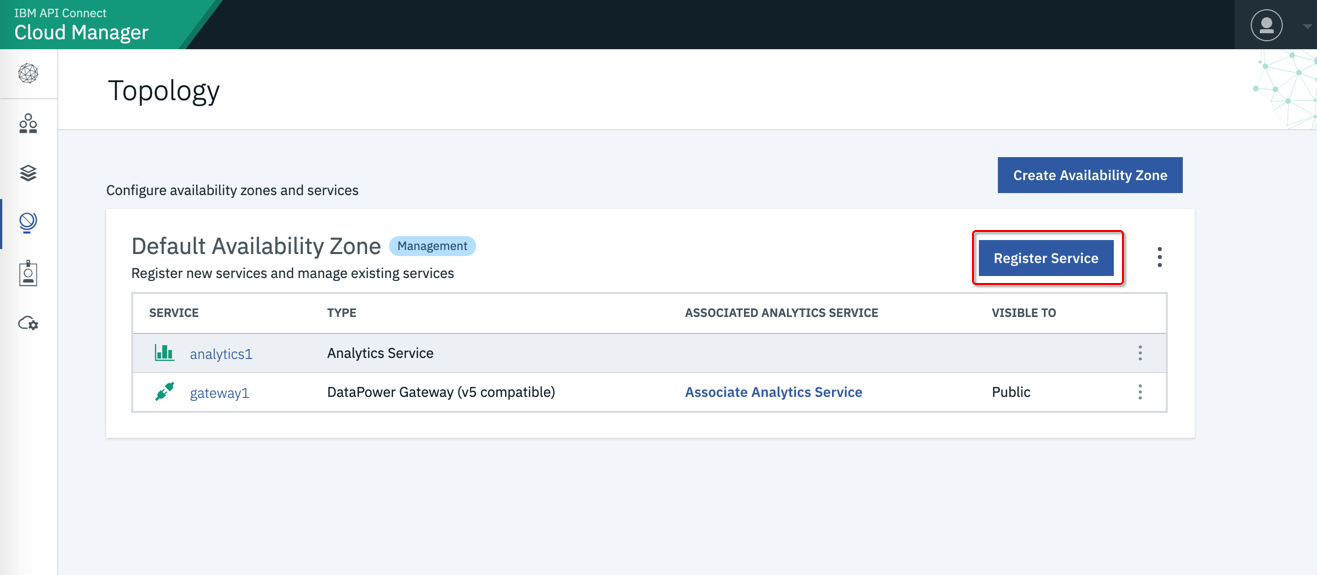 IBM API Connect
Cloud Manager
Topology
Create Availability Zone
Configure availability zones and services
Default Availability Zone Management
Register Service
Register new services and manage existing services
SERVICE TYPE ASSOCIATED ANALYTICS SERVICE VISIBLE TO
analytics1 Analytics Service
gateway1 DataPower Gateway (v5 compatible) Associate Analytics Service Public